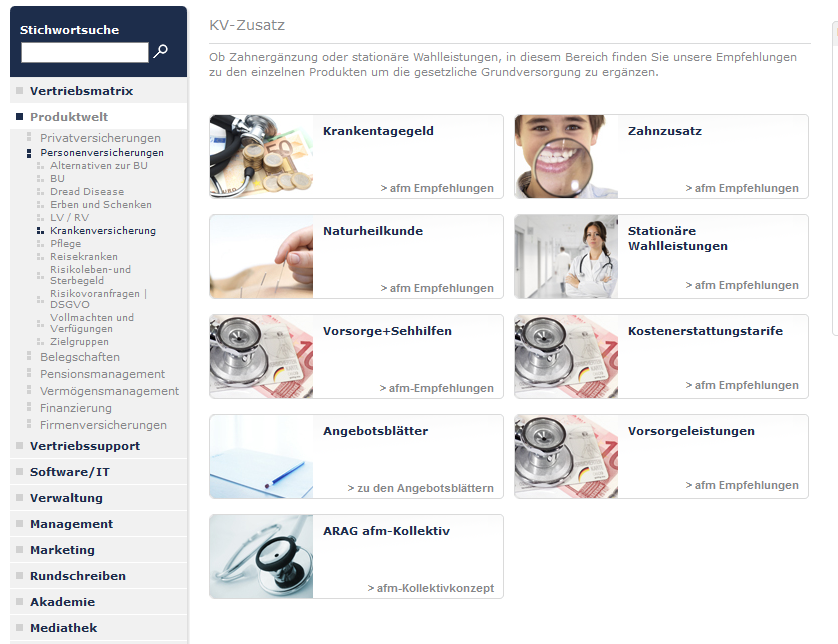 Stichwortsuche
Vertriebsmatrix
Produktwelt
Privatversicherungen
Personenversicherungen
Alternativen zur BU
BU
Dread Disease
Erben und Schenken
LV / RV
Krankenversicherung
Pflege
Reisekranken
Risikoleben-und
Sterbegeld
Risikovoranfragen |
DSGVO
Vollmachten und
Verfügungen
Zielgruppen
Belegschaften
Pensionsmanagement
Vermögensmanagement
Finanzierung
Firmenversicherungen
Vertriebssupport
Software/IT
Verwaltung
Management
Marketing
Rundschreiben
Akademie
Mediathek
KV-Zusatz
Ob Zahnergänzung oder stationäre Wahlleistungen, in diesem Bereich finden Sie unsere Empfehlungen
zu den einzelnen Produkten um die gesetzliche Grundversorgung zu ergänzen.
Krankentagegeld
> afm Empfehlungen
Zahnzusatz
> afm Empfehlungen
Naturheilkunde
> afm Empfehlungen
Stationäre
Wahlleistungen
> afm Empfehlungen
Vorsorge+Sehhilfen
> afm-Empfehlungen
Kostenerstattungstarife
> afm Empfehlungen
Angebotsblätter
> zu den Angebotsblättern
Vorsorgeleistungen
> afm Empfehlungen
ARAG afm-Kollektiv
> afm-Kollektivkonzept